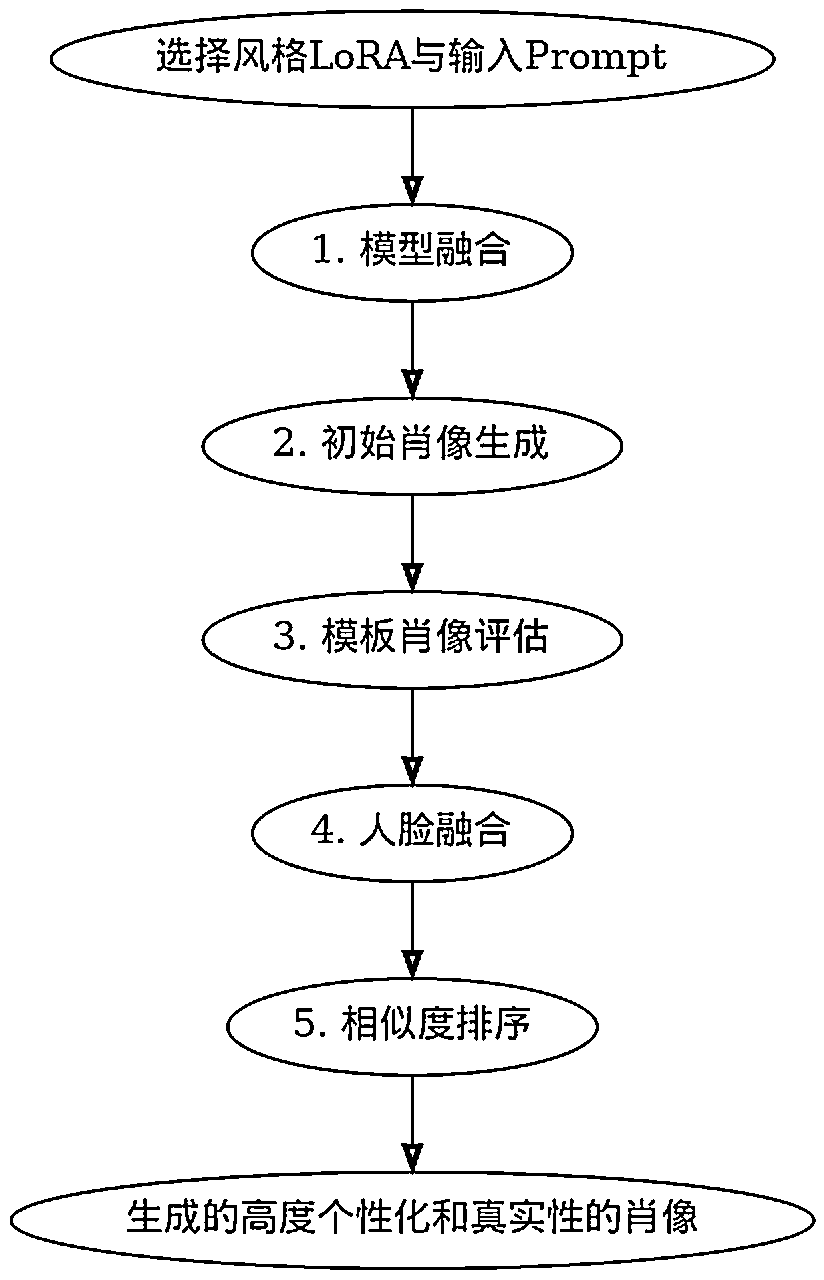 选择风格LoRA与输入Prompt
1. 模型融合
2. 初始肖像生成
3. 模板肖像评估
4. 人脸融合
5. 相似度排序
生成的高度个性化和真实性的肖像